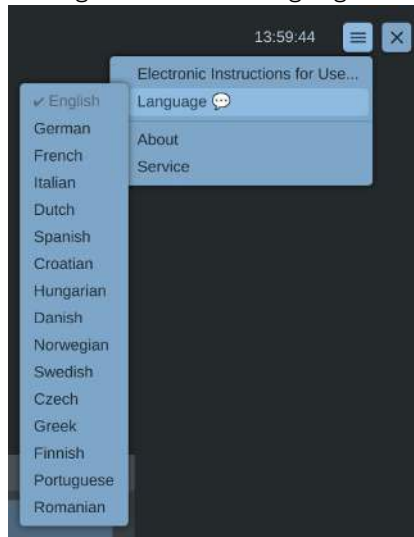 13:59:44
Electronic Instructions for Use...
Language 💬
About
Service
✔ English
German
French
Italian
Dutch
Spanish
Croatian
Hungarian
Danish
Norwegian
Swedish
Czech
Greek
Finnish
Portuguese
Romanian